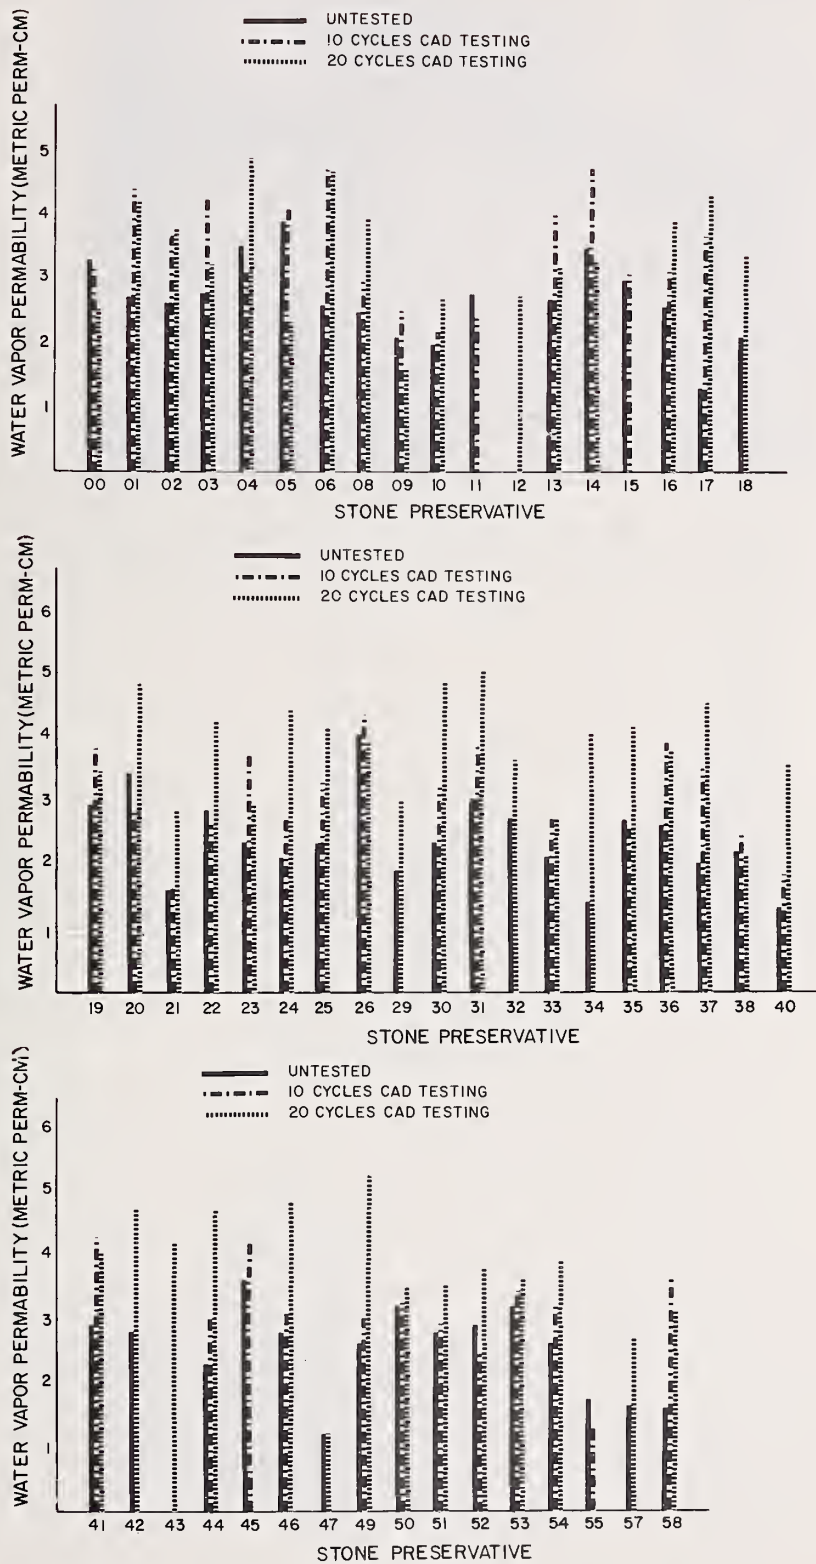 UNTESTED
10 CYCLES CAD TESTING
20 CYCLES CAD TESTING
WATER VAPOR PERMABILITY (METRIC PERM-CM)
5
4
3
2
1
00 01 02 03 04 05 06 08 09 10 11 12 13 14 15 16 17 18
STONE PRESERVATIVE
UNTESTED
10 CYCLES CAD TESTING
20 CYCLES CAD TESTING
WATER VAPOR PERMABILITY (METRIC PERM-CM)
6
5
4
3
2
1
19 20 21 22 23 24 25 26 29 30 31 32 33 34 35 36 37 38 40
STONE PRESERVATIVE
UNTESTED
10 CYCLES CAD TESTING
20 CYCLES CAD TESTING
WATER VAPOR PERMABILITY (METRIC PERM-CM)
6
5
4
3
2
1
41 42 43 44 45 46 47 49 50 51 52 53 54 55 57 58
STONE PRESERVATIVE